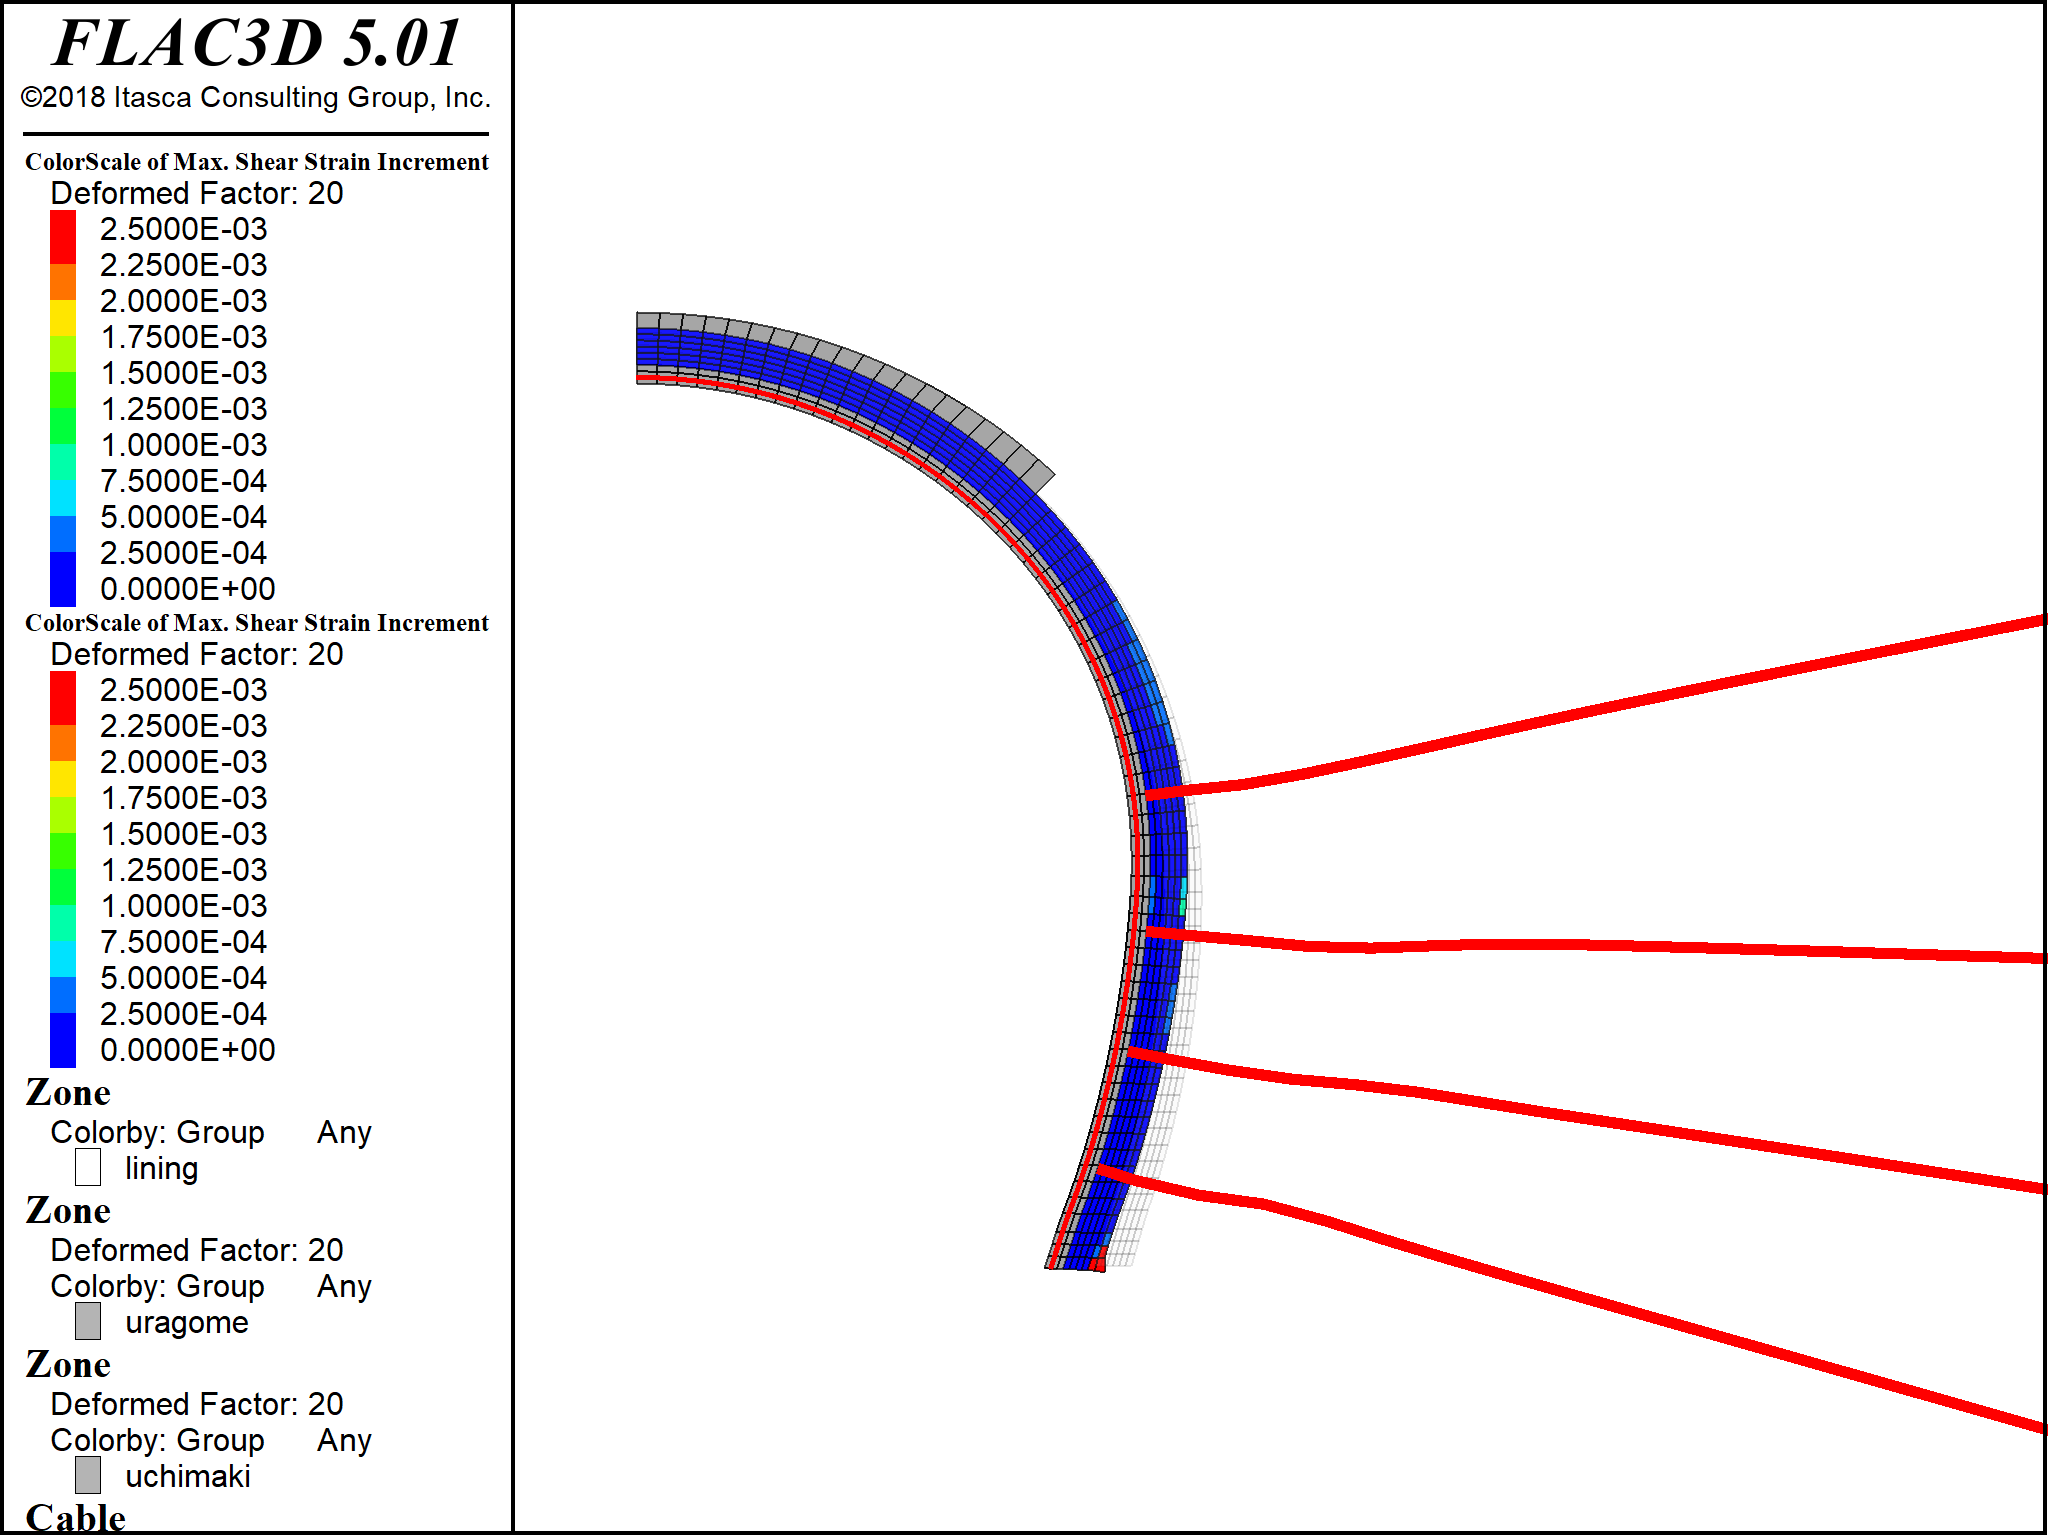 FLAC3D 5.01
©2018 Itasca Consulting Group, Inc.
ColorScale of Max. Shear Strain Increment
Deformed Factor: 20
2.5000E-03
2.2500E-03
2.0000E-03
1.7500E-03
1.5000E-03
1.2500E-03
1.0000E-03
7.5000E-04
5.0000E-04
2.5000E-04
0.0000E+00
ColorScale of Max. Shear Strain Increment
Deformed Factor: 20
2.5000E-03
2.2500E-03
2.0000E-03
1.7500E-03
1.5000E-03
1.2500E-03
1.0000E-03
7.5000E-04
5.0000E-04
2.5000E-04
0.0000E+00
Zone
Colorby: Group Any
lining
Zone
Deformed Factor: 20
Colorby: Group Any
uragome
Zone
Deformed Factor: 20
Colorby: Group Any
uchimaki
Cable